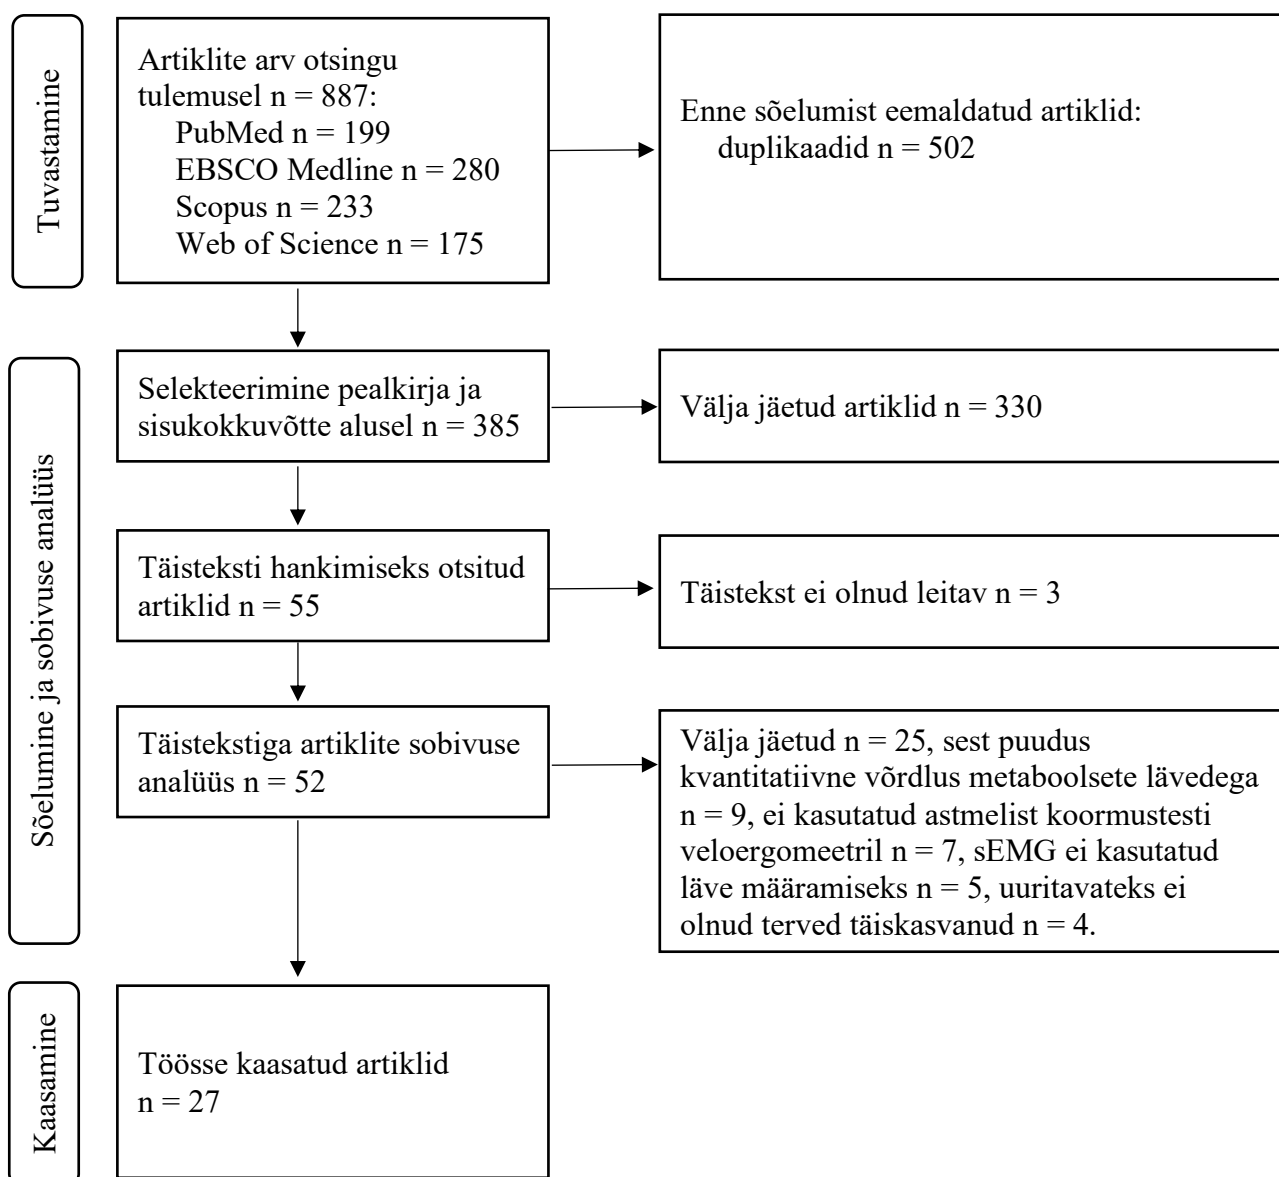 Tuvastamine
Artiklite arv otsingu
tulemusel n = 887:
PubMed n = 199
EBSCO Medline n = 280
Scopus n = 233
Web of Science n = 175
Enne sõelumist eemaldatud artiklid:
duplikaadid n = 502
Sõelumine ja sobivuse analüüs
Selekteerimine pealkirja ja
sisukokkuvõtte alusel n = 385
Välja jäetud artiklid n = 330
Täisteksti hankimiseks otsitud
artiklid n = 55
Täistekst ei olnud leitav n = 3
Täistekstiga artiklite sobivuse
analüüs n = 52
Välja jäetud n = 25, sest puudus
kvantitatiivne võrdlus metaboolsete lävedega
n = 9, ei kasutatud astmelist koormustesti
veloergomeetril n = 7, sEMG ei kasutatud
läve määramiseks n = 5, uuritavateks ei
olnud terved täiskasvanud n = 4.
Kaasamine
Töösse kaasatud artiklid
n = 27